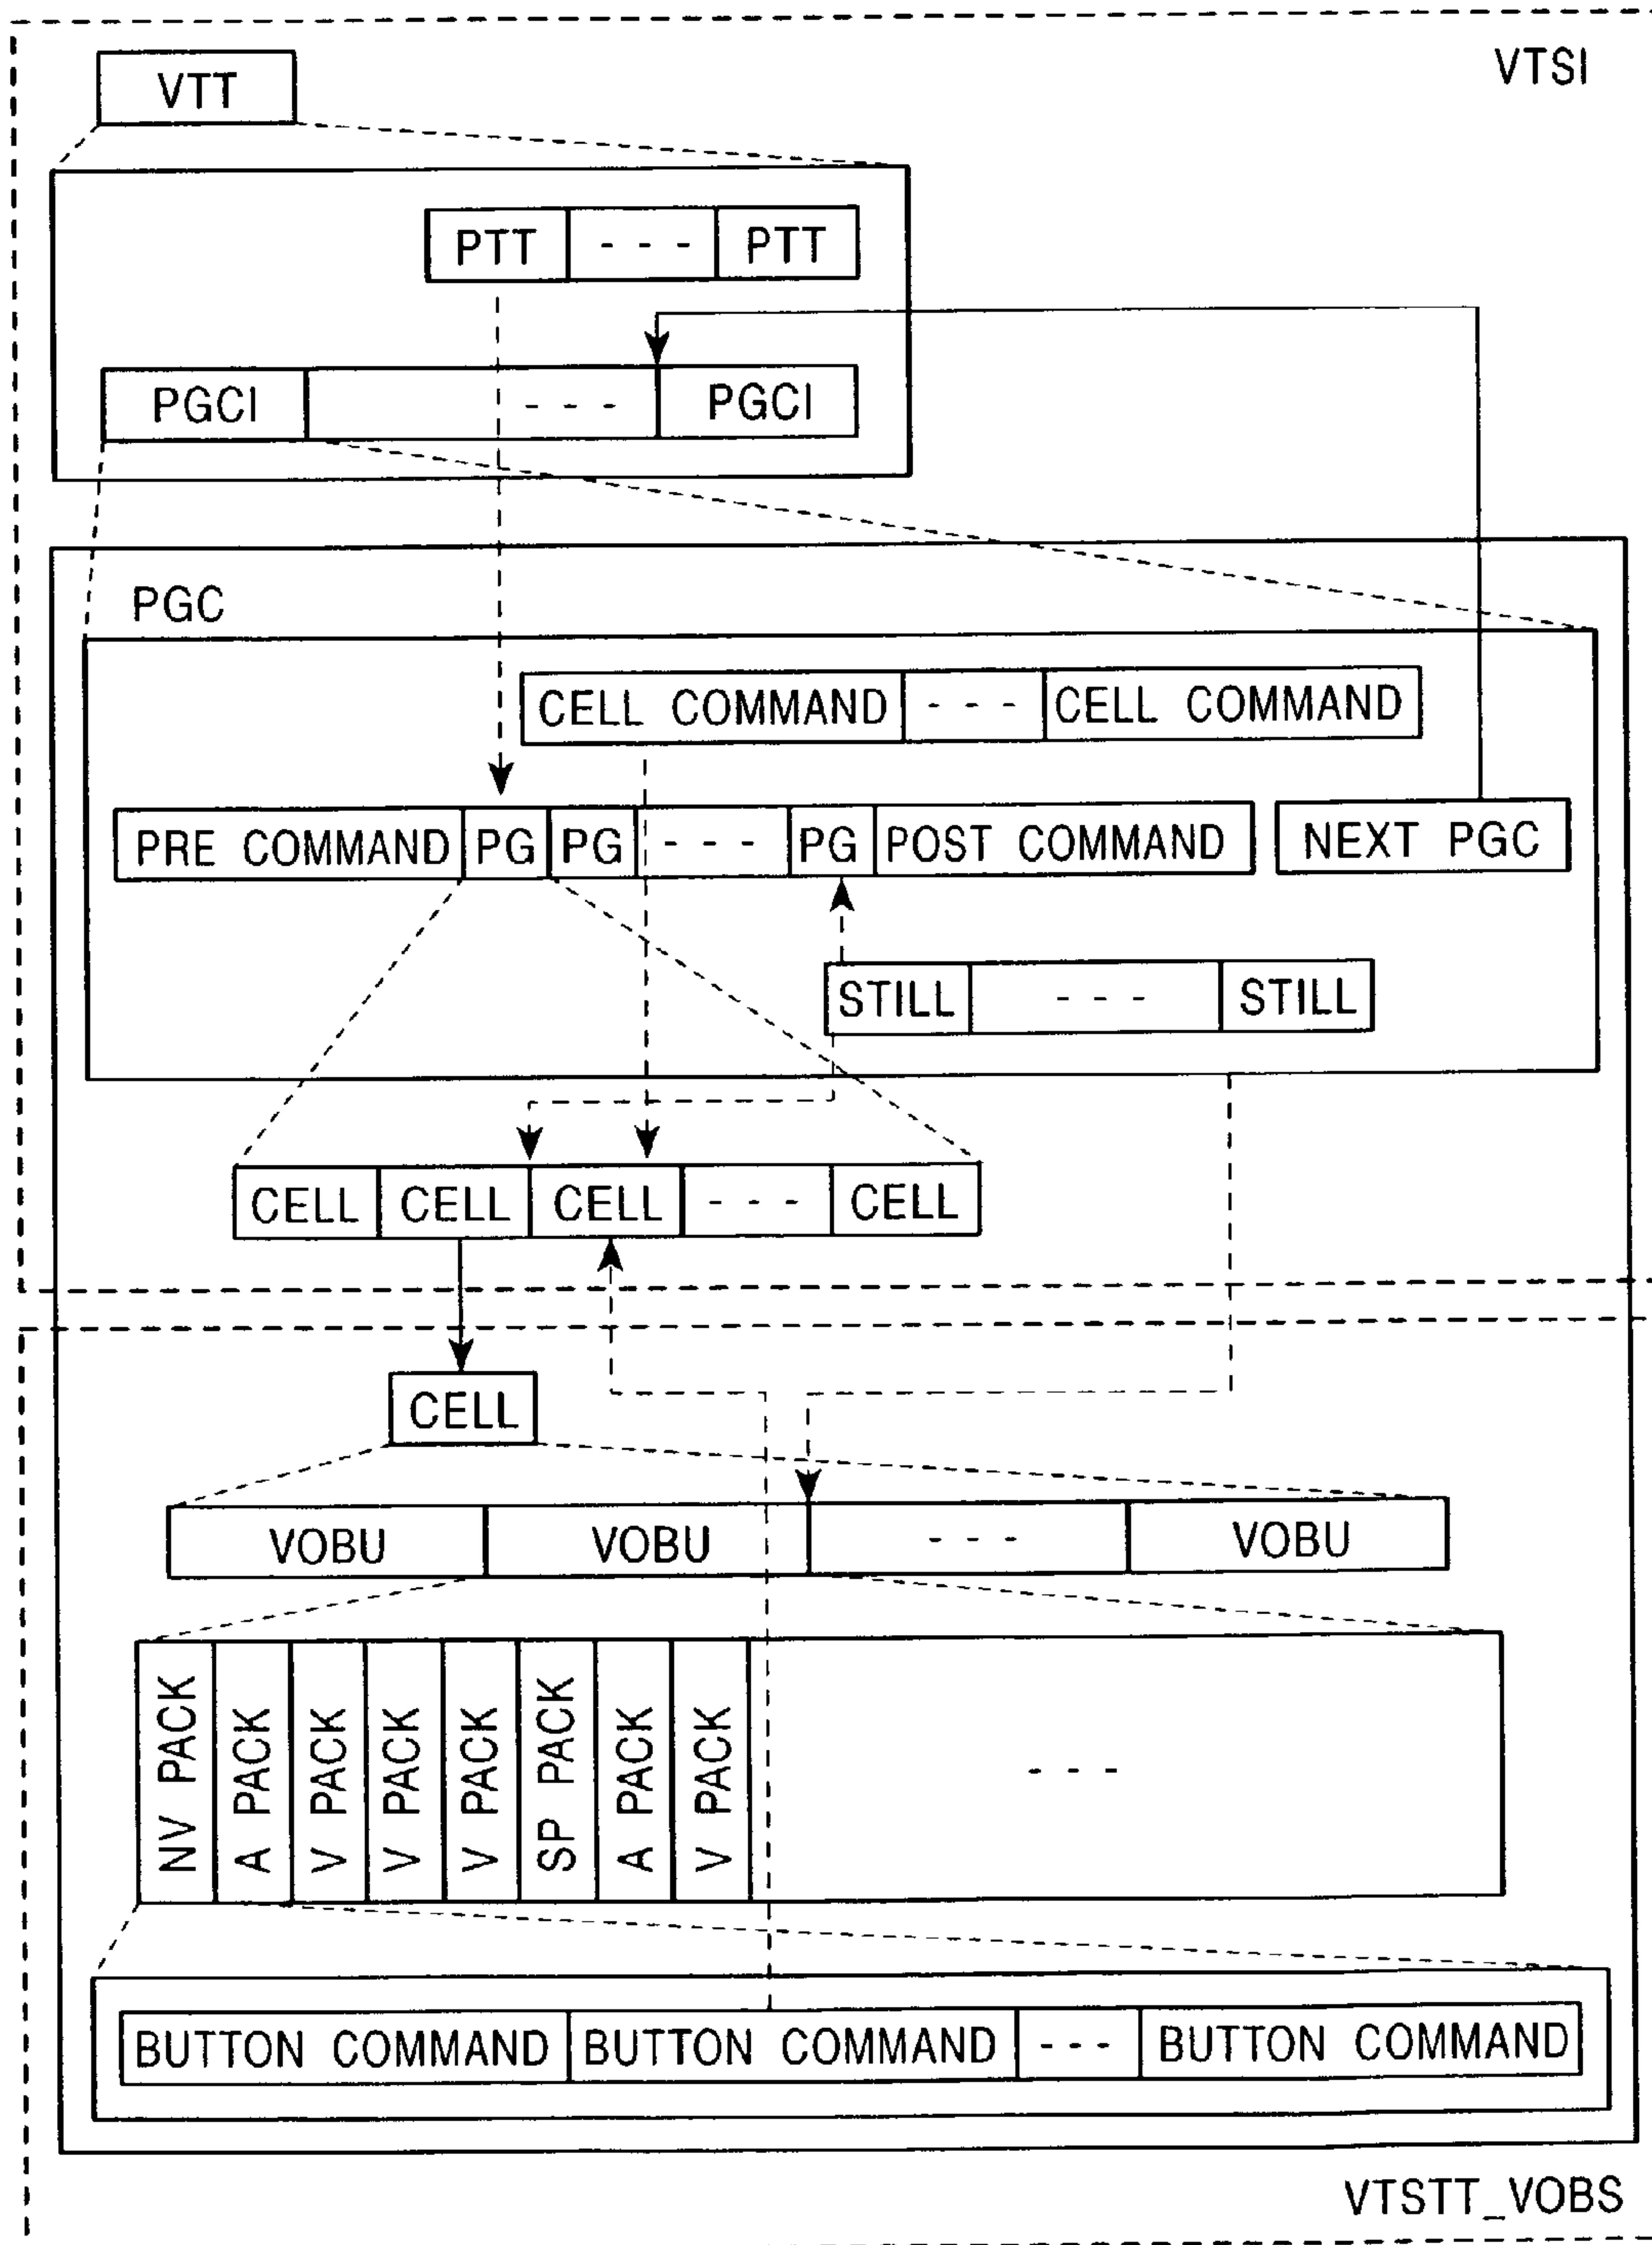 VTSI
VTT
PTT - - - PTT
PGCI - - - PGCI
PGC
CELL COMMAND - - - CELL COMMAND
PRE COMMAND PG PG - - - PG POST COMMAND NEXT PGC
STILL - - - STILL
CELL CELL CELL - - - CELL
CELL
VOBU VOBU - - - VOBU
NV PACK
A PACK
V PACK
V PACK
V PACK
SP PACK
A PACK
V PACK
- - -
BUTTON COMMAND BUTTON COMMAND - - - BUTTON COMMAND
VTSTT_VOBS